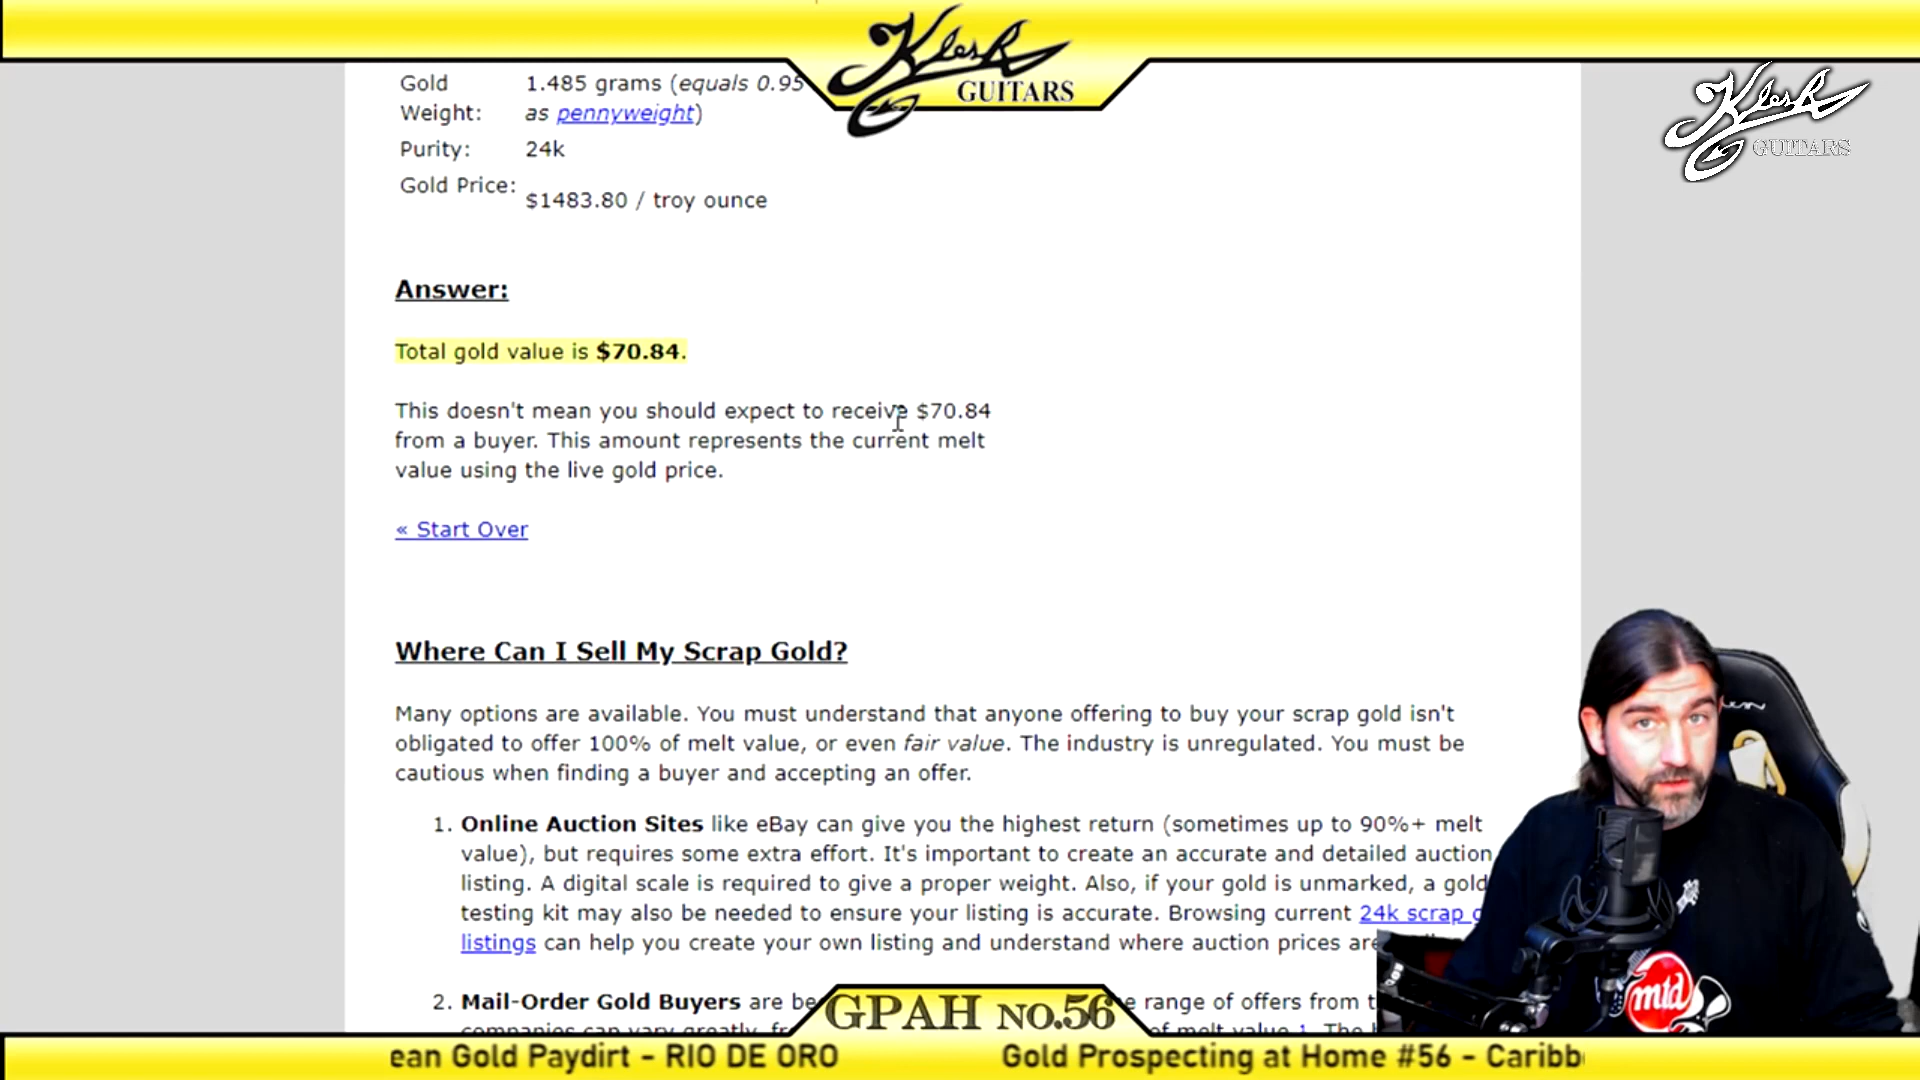 Klesh
GUITARS
Klesh
GUITARS
Gold Weight: 1.485 grams (equals 0.95
as pennyweight)
Purity: 24k
Gold Price: $1483.80 / troy ounce
Answer:
Total gold value is $70.84.
This doesn't mean you should expect to receive $70.84
from a buyer. This amount represents the current melt
value using the live gold price.
« Start Over
Where Can I Sell My Scrap Gold?
Many options are available. You must understand that anyone offering to buy your scrap gold isn't
obligated to offer 100% of melt value, or even fair value. The industry is unregulated. You must be
cautious when finding a buyer and accepting an offer.
1. Online Auction Sites like eBay can give you the highest return (sometimes up to 90%+ melt
value), but requires some extra effort. It's important to create an accurate and detailed auction
listing. A digital scale is required to give a proper weight. Also, if your gold is unmarked, a gold
testing kit may also be needed to ensure your listing is accurate. Browsing current 24k scrap
listings can help you create your own listing and understand where auction prices are
2. Mail-Order Gold Buyers are be
range of offers from
companies can vary greatly,
of melt value
GPAH NO.56
mtd
ean Gold Paydirt - RIO DE ORO
Gold Prospecting at Home #56 - Caribb